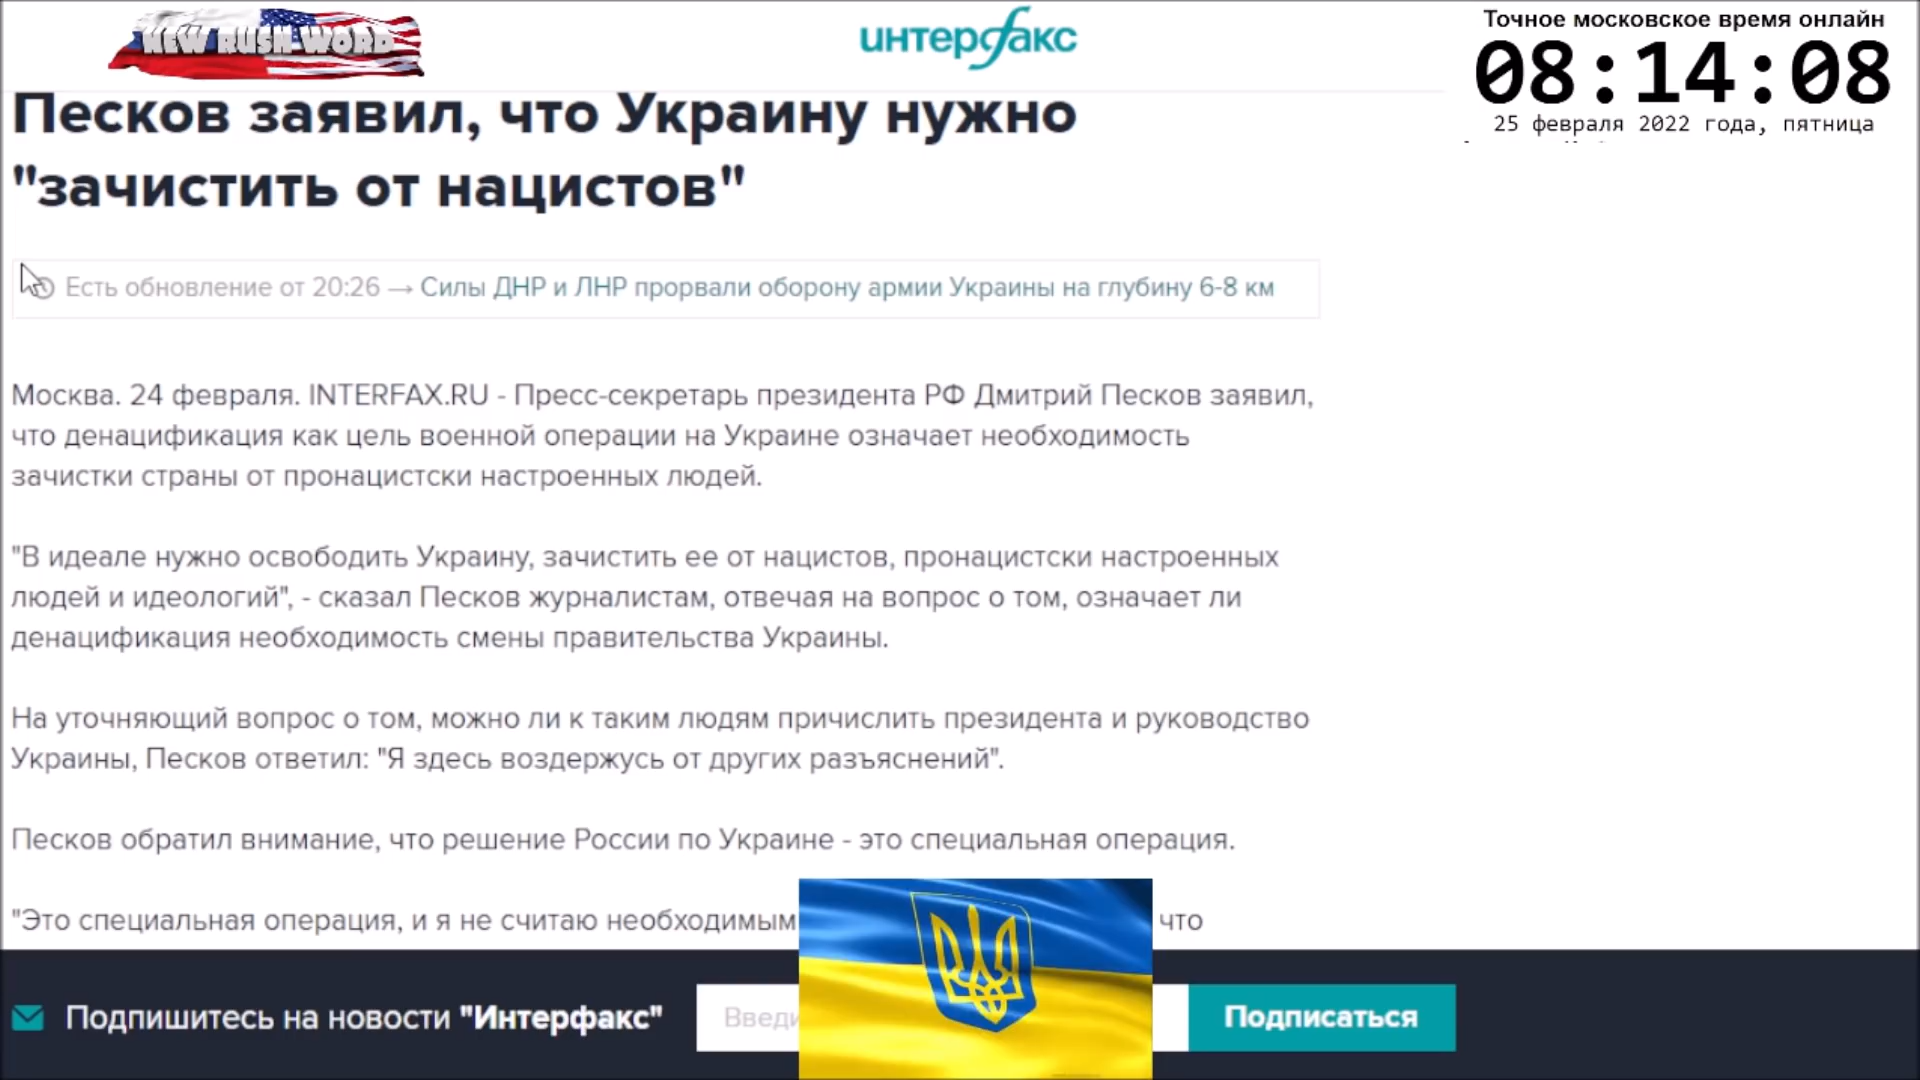 NEW RUSH WORD
интерфакс
Точное московское время онлайн
08:14:08
25 февраля 2022 года, пятница
Песков заявил, что Украину нужно
"зачистить от нацистов"
Есть обновление от 20:26 → Силы ДНР и ЛНР прорвали оборону армии Украины на глубину 6-8 км
Москва. 24 февраля. INTERFAX.RU - Пресс-секретарь президента РФ Дмитрий Песков заявил,
что денацификация как цель военной операции на Украине означает необходимость
зачистки страны от пронацистски настроенных людей.
"В идеале нужно освободить Украину, зачистить ее от нацистов, пронацистски настроенных
людей и идеологий", - сказал Песков журналистам, отвечая на вопрос о том, означает ли
денацификация необходимость смены правительства Украины.
На уточняющий вопрос о том, можно ли к таким людям причислить президента и руководство
Украины, Песков ответил: "Я здесь воздержусь от других разъяснений".
Песков обратил внимание, что решение России по Украине - это специальная операция.
"Это специальная операция, и я не считаю необходимым что
Подпишитесь на новости "Интерфакс"
Введи
Подписаться